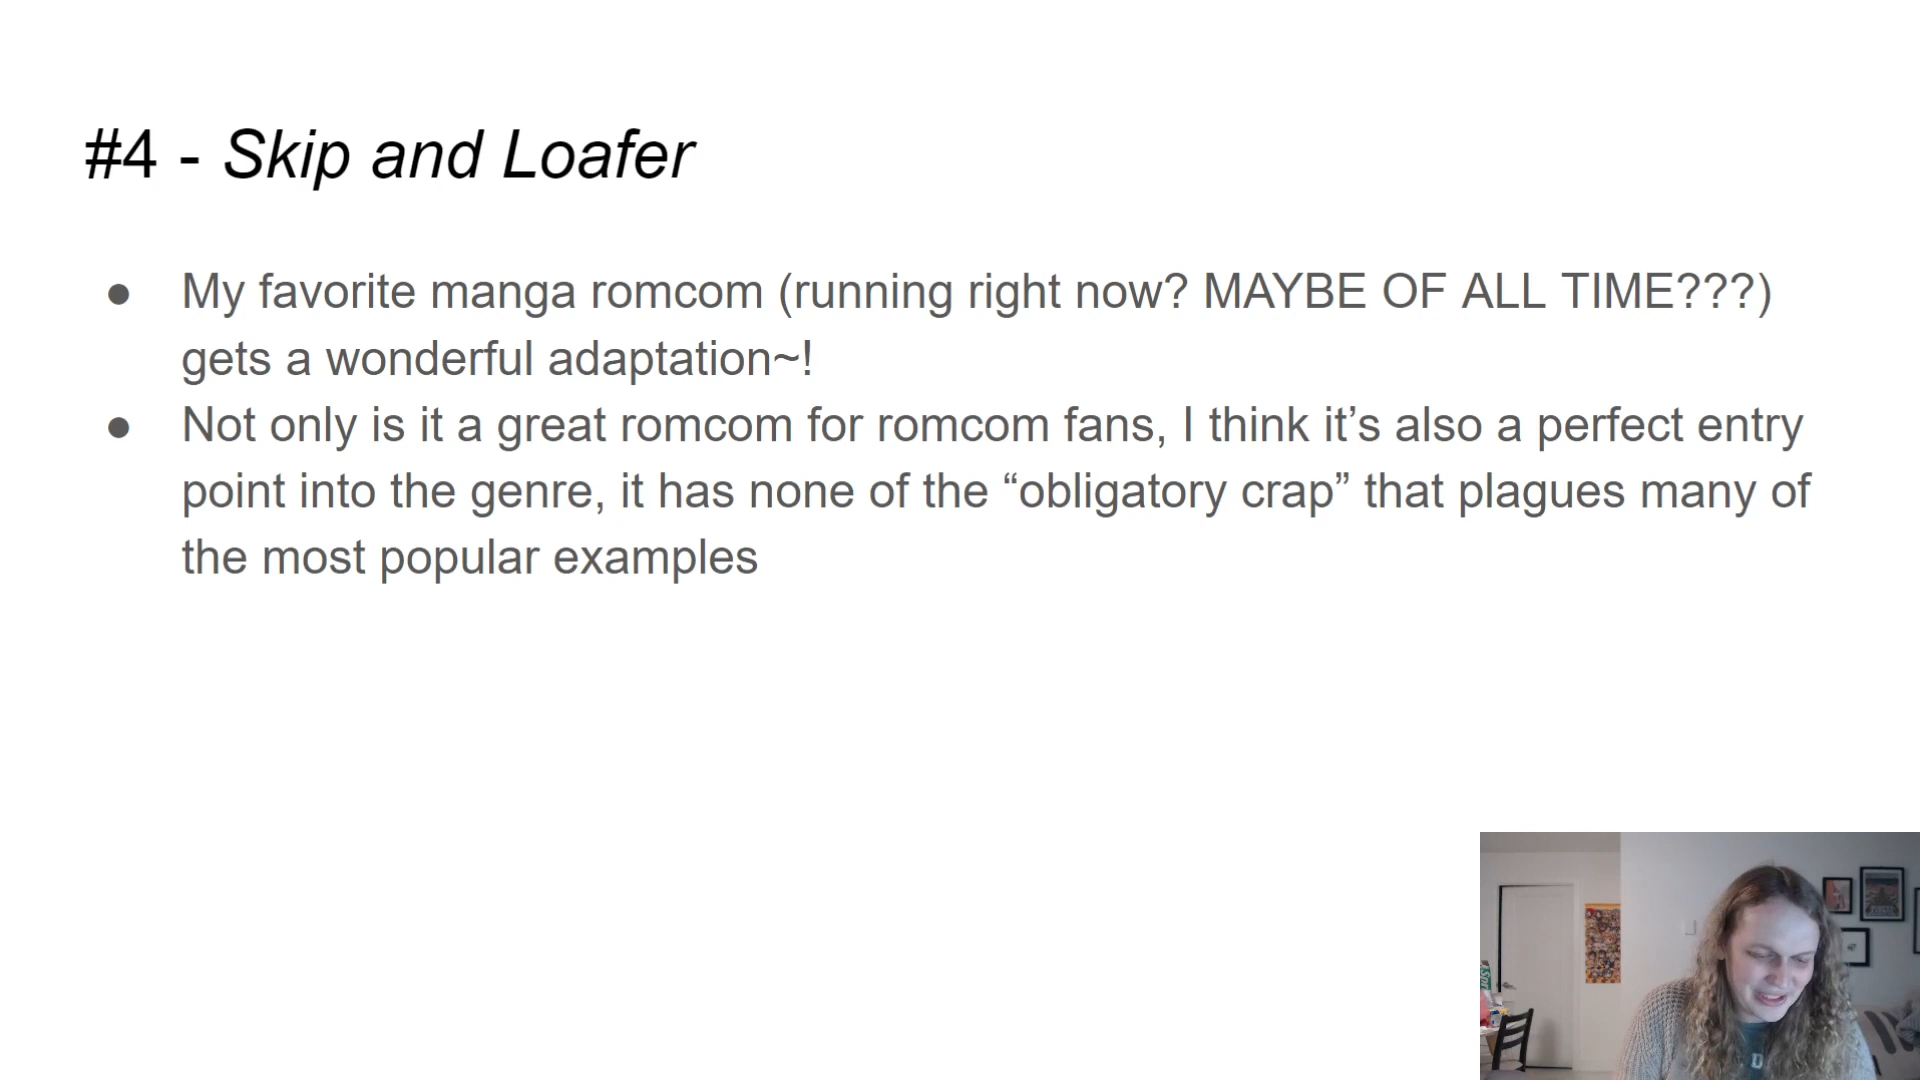 #4 - Skip and Loafer
● My favorite manga romcom (running right now? MAYBE OF ALL TIME???)
gets a wonderful adaptation~!
● Not only is it a great romcom for romcom fans, I think it’s also a perfect entry
point into the genre, it has none of the “obligatory crap” that plagues many of
the most popular examples